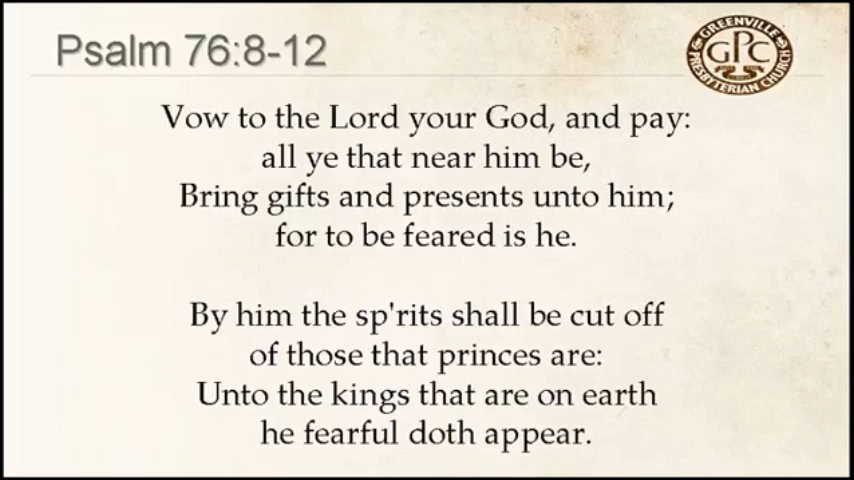 Psalm 76:8-12
GREENVILLE
GPC
PRESBYTERIAN CHURCH
Vow to the Lord your God, and pay:
all ye that near him be,
Bring gifts and presents unto him;
for to be feared is he.
By him the sp'rits shall be cut off
of those that princes are:
Unto the kings that are on earth
he fearful doth appear.